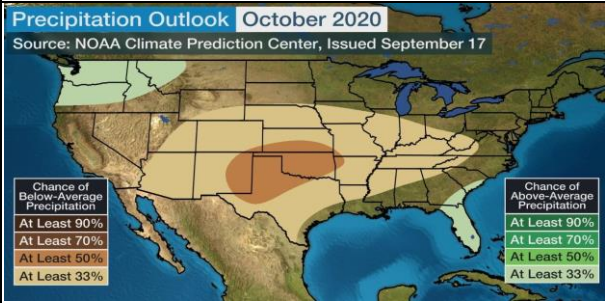 Precipitation Outlook October 2020
Source: NOAA Climate Prediction Center, Issued September 17
Chance of
Below-Average
Precipitation
At Least 90%
At Least 70%
At Least 50%
At Least 33%
Chance of
Above-Average
Precipitation
At Least 90%
At Least 70%
At Least 50%
At Least 33%